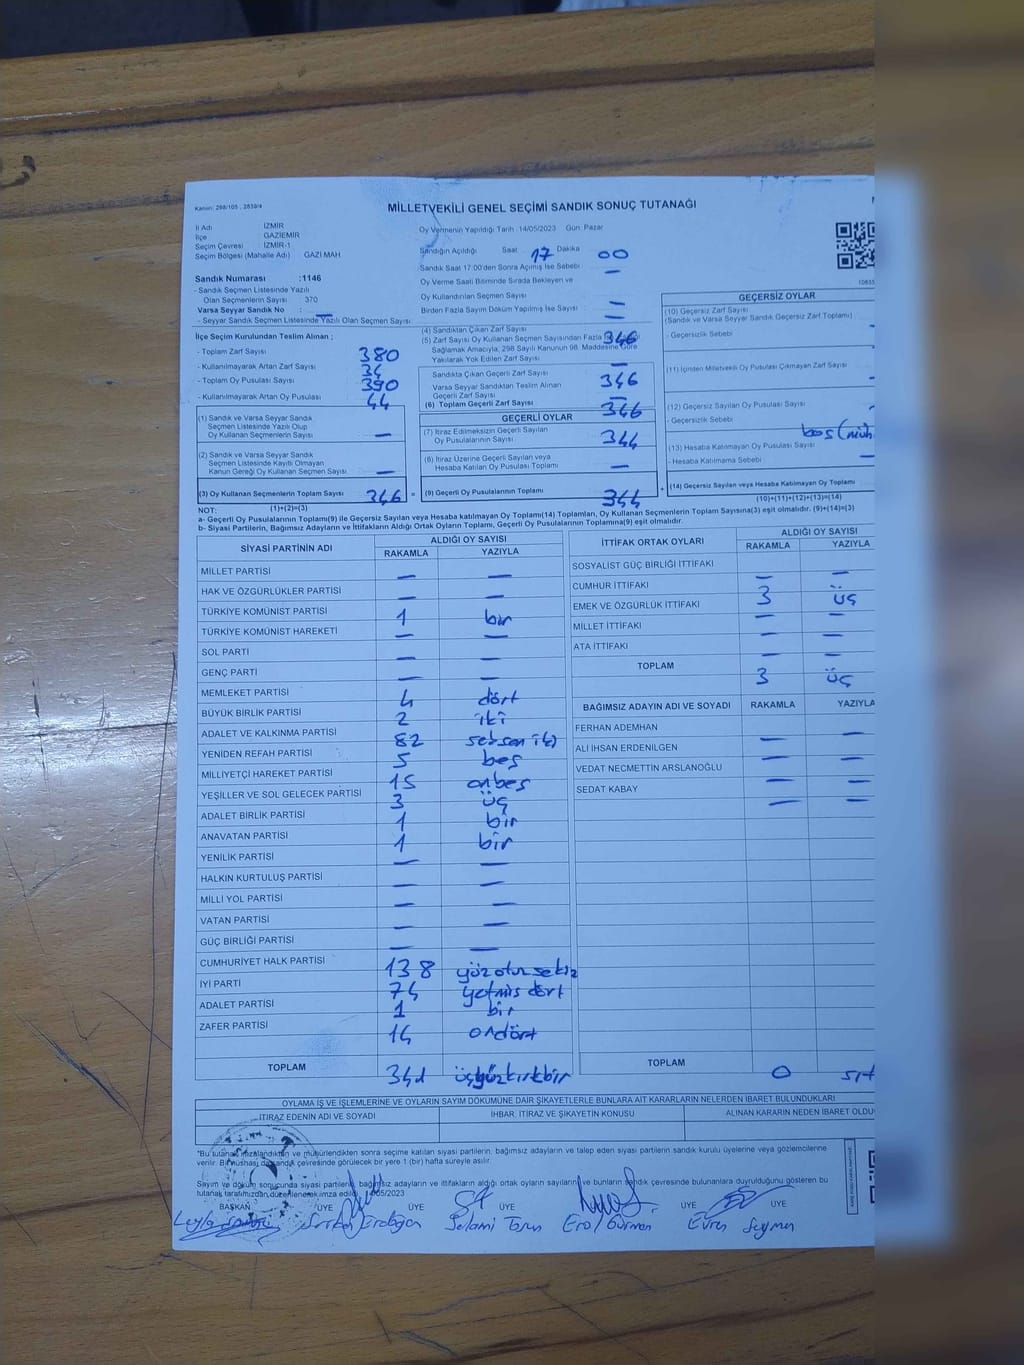 Kanun: 298/105 ; 2839/4
MİLLETVEKİLİ GENEL SEÇİMİ SANDIK SONUÇ TUTANAĞI
İl Adı İZMİR
İlçe GAZİEMİR
Seçim Çevresi : İZMİR-1
Seçim Bölgesi (Mahalle Adı) GAZİ MAH
Oy Vermenin Yapıldığı Tarih :14/05/2023 Gün: Pazar
Sandığın Açıldığı Saat 17 Dakika 00
Sandık Saat 17:00'den Sonra Açılmış İse Sebebi —
Oy Verme Saati Bitiminde Sırada Bekleyen ve
Oy Kullandırılan Seçmen Sayısı —
Birden Fazla Sayım Döküm Yapılmış İse Sayısı —
Sandık Numarası :1146
- Sandık Seçmen Listesinde Yazılı
Olan Seçmenlerin Sayısı 370
Varsa Seyyar Sandık No : —
- Seyyar Sandık Seçmen Listesinde Yazılı Olan Seçmen Sayısı
İlçe Seçim Kurulundan Teslim Alınan ;
- Toplam Zarf Sayısı 380
- Kullanılmayarak Artan Zarf Sayısı 34
- Toplam Oy Pusulası Sayısı 390
- Kullanılmayarak Artan Oy Pusulası 44
(1) Sandık ve Varsa Seyyar Sandık
Seçmen Listesinde Yazılı Olup
Oy Kullanan Seçmenlerin Sayısı —
(2) Sandık ve Varsa Seyyar Sandık
Seçmen Listesinde Kayıtlı Olmayan
Kanun Gereği Oy Kullanan Seçmen Sayısı —
(3) Oy Kullanan Seçmenlerin Toplam Sayısı 346 =
(1)+(2)=(3)
(4) Sandıktan Çıkan Zarf Sayısı 346
(5) Zarf Sayısı Oy Kullanan Seçmen Sayısından Fazla
Sağlamak Amacıyla, 298 Sayılı Kanunun 98. Maddesine Göre
Yakılarak Yok Edilen Zarf Sayısı —
Sandıkta Çıkan Geçerli Zarf Sayısı 346
Varsa Seyyar Sandıktan Teslim Alınan
Geçerli Zarf Sayısı —
(6) Toplam Geçerli Zarf Sayısı 346
GEÇERLİ OYLAR
(7) İtiraz Edilmeksizin Geçerli Sayılan
Oy Pusulalarının Sayısı 344
(8) İtiraz Üzerine Geçerli Sayılan veya
Hesaba Katılan Oy Pusulası Toplamı —
(9) Geçerli Oy Pusulalarının Toplamı 344 +
GEÇERSİZ OYLAR
(10) Geçersiz Zarf Sayısı
(Sandık ve Varsa Seyyar Sandık Geçersiz Zarf Toplamı)
- Geçersizlik Sebebi
(11) İçinden Milletvekili Oy Pusulası Çıkmayan Zarf Sayısı
(12) Geçersiz Sayılan Oy Pusulası Sayısı
- Geçersizlik Sebebi
(13) Hesaba Katılmayan Oy Pusulası Sayısı
- Hesaba Katılmama Sebebi
(14) Geçersiz Sayılan veya Hesaba Katılmayan Oy Toplamı
(10)+(11)+(12)+(13)=(14)
NOT:
a- Geçerli Oy Pusulalarının Toplamı(9) ile Geçersiz Sayılan veya Hesaba katılmayan Oy Toplamı(14) Toplamları, Oy Kullanan Seçmenlerin Toplam Sayısına(3) eşit olmalıdır. (9)+(14)=(3)
b- Siyasi Partilerin, Bağımsız Adayların ve İttifakların Aldığı Ortak Oyların Toplamı, Geçerli Oy Pusulalarının Toplamına(9) eşit olmalıdır.
SİYASİ PARTİNİN ADI ALDIĞI OY SAYISI
RAKAMLA YAZIYLA
MİLLET PARTİSİ — —
HAK VE ÖZGÜRLÜKLER PARTİSİ — —
TÜRKİYE KOMÜNİST PARTİSİ 1 bir
TÜRKİYE KOMÜNİST HAREKETİ — —
SOL PARTİ — —
GENÇ PARTİ — —
MEMLEKET PARTİSİ 4 dört
BÜYÜK BİRLİK PARTİSİ 2 iki
ADALET VE KALKINMA PARTİSİ 82 seksen iki
YENİDEN REFAH PARTİSİ 5 beş
MİLLİYETÇİ HAREKET PARTİSİ 15 onbeş
YEŞİLLER VE SOL GELECEK PARTİSİ 3 üç
ADALET BİRLİK PARTİSİ 1 bir
ANAVATAN PARTİSİ 1 bir
YENİLİK PARTİSİ — —
HALKIN KURTULUŞ PARTİSİ — —
MİLLİ YOL PARTİSİ — —
VATAN PARTİSİ — —
GÜÇ BİRLİĞİ PARTİSİ — —
CUMHURİYET HALK PARTİSİ 138 yüzotuzsekiz
İYİ PARTİ 74 yetmiş dört
ADALET PARTİSİ 1 bir
ZAFER PARTİSİ 14 ondört
TOPLAM 341 üçyüzkırkbir
İTTİFAK ORTAK OYLARI ALDIĞI OY SAYISI
RAKAMLA YAZIYLA
SOSYALİST GÜÇ BİRLİĞİ İTTİFAKI — —
CUMHUR İTTİFAKI 3 üç
EMEK VE ÖZGÜRLÜK İTTİFAKI — —
MİLLET İTTİFAKI — —
ATA İTTİFAKI — —
TOPLAM 3 üç
BAĞIMSIZ ADAYIN ADI VE SOYADI RAKAMLA YAZIYLA
FERHAN ADEMHAN — —
ALİ İHSAN ERDENİLGEN — —
VEDAT NECMETTİN ARSLANOĞLU — —
SEDAT KABAY — —
TOPLAM 0
OYLAMA İŞ VE İŞLEMLERİNE VE OYLARIN SAYIM DÖKÜMÜNE DAİR ŞİKAYETLERLE BUNLARA AİT KARARLARIN NELERDEN İBARET BULUNDUKLARI
İTİRAZ EDENİN ADI VE SOYADI İHBAR, İTİRAZ VE ŞİKAYETİN KONUSU ALINAN KARARIN NEDEN İBARET OLDU
*Bu tutanak imzalandıktan ve mühürlendikten sonra seçime katılan siyasi partilerin, bağımsız adayların ve talep eden siyasi partilerin sandık kurulu üyelerine veya gözlemcilerine
verilir. Bir nüshası da sandık çevresinde görülecek bir yere 1 (bir) hafta süreyle asılır.
Sayım ve döküm sonucunda siyasi partilerin, bağımsız adayların ve ittifakların aldığı ortak oyların sayıların ve bunların sandık çevresinde bulunanlara duyrulduğunu gösteren bu
tutanak tarafımızdan düzenlenerek imza edildi. 14/05/2023
BAŞKAN ÜYE ÜYE ÜYE ÜYE ÜYE
Serkan Erdoğan Selami Erol Gürman Evren Seymen